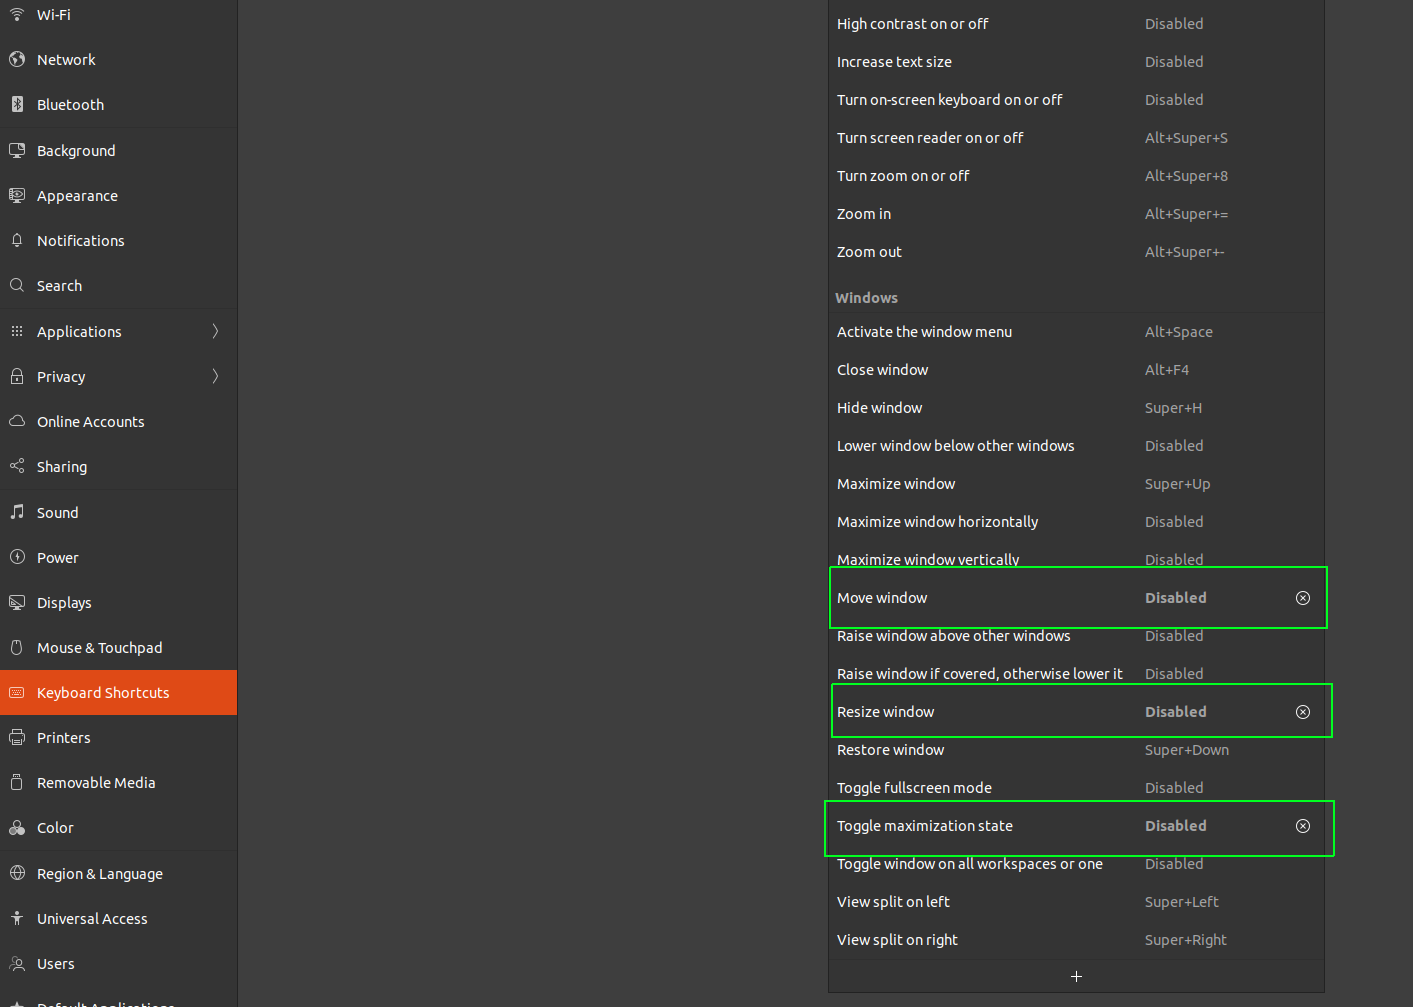 Wi-Fi
Network
Bluetooth
Background
Appearance
Notifications
Search
Applications
Privacy
Online Accounts
Sharing
Sound
Power
Displays
Mouse & Touchpad
Keyboard Shortcuts
Printers
Removable Media
Color
Region & Language
Universal Access
Users
Default Applications
High contrast on or off Disabled
Increase text size Disabled
Turn on-screen keyboard on or off Disabled
Turn screen reader on or off Alt+Super+S
Turn zoom on or off Alt+Super+8
Zoom in Alt+Super+=
Zoom out Alt+Super+-
Windows
Activate the window menu Alt+Space
Close window Alt+F4
Hide window Super+H
Lower window below other windows Disabled
Maximize window Super+Up
Maximize window horizontally Disabled
Maximize window vertically Disabled
Move window Disabled
Raise window above other windows Disabled
Raise window if covered, otherwise lower it Disabled
Resize window Disabled
Restore window Super+Down
Toggle fullscreen mode Disabled
Toggle maximization state Disabled
Toggle window on all workspaces or one Disabled
View split on left Super+Left
View split on right Super+Right
+